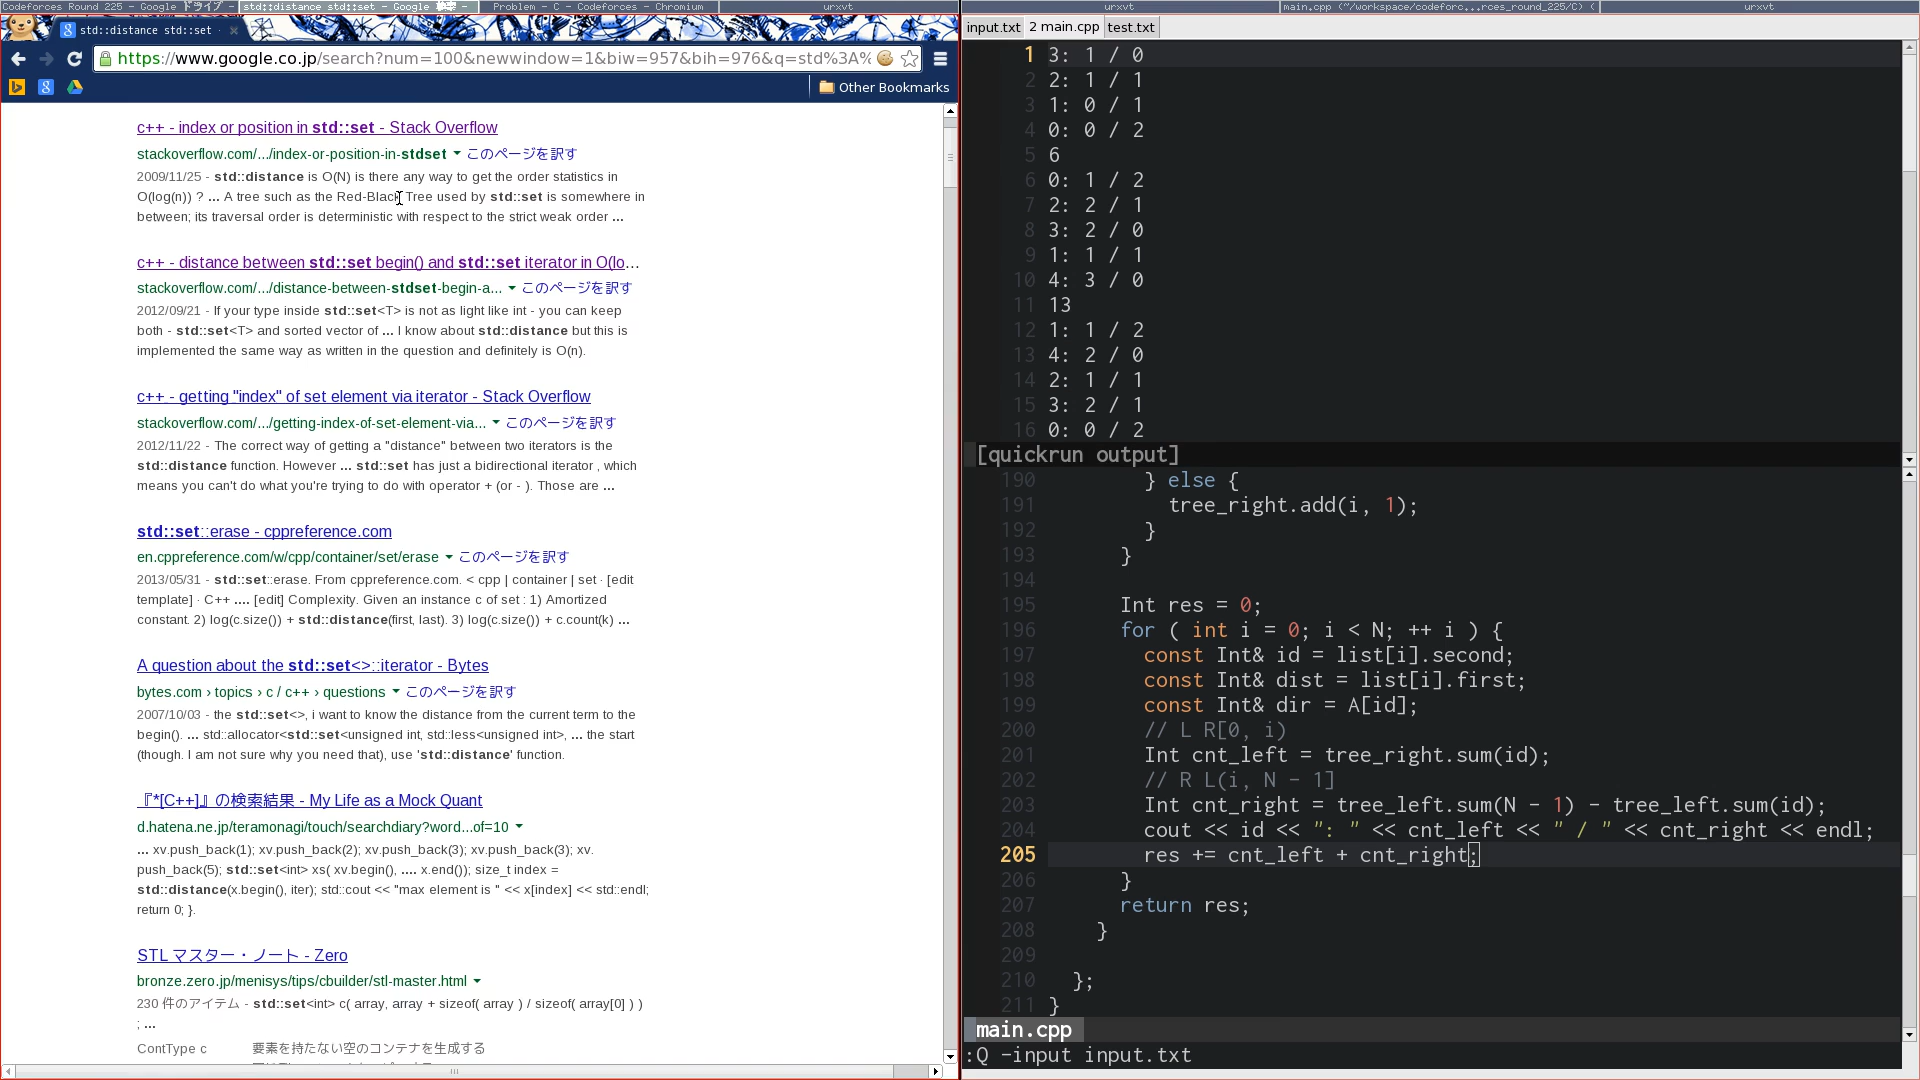 Codeforces Round 225 - Google ドライブ -
std::distance std::set - Google 検索 -
Problem - C - Codeforces - Chromium
urxvt
urxvt
main.cpp (~/workspace/codeforc...rces_round_225/C) (
urxvt
std::distance std::set
https://www.google.co.jp/search?num=100&newwindow=1&biw=957&bih=976&q=std%3A%
Other Bookmarks
c++ - index or position in std::set - Stack Overflow
stackoverflow.com/.../index-or-position-in-stdset このページを訳す
2009/11/25 - std::distance is O(N) is there any way to get the order statistics in
O(log(n)) ? ... A tree such as the Red-Black Tree used by std::set is somewhere in
between; its traversal order is deterministic with respect to the strict weak order ...
c++ - distance between std::set begin() and std::set iterator in O(lo...
stackoverflow.com/.../distance-between-stdset-begin-a... このページを訳す
2012/09/21 - If your type inside std::set<T> is not as light like int - you can keep
both - std::set<T> and sorted vector of ... I know about std::distance but this is
implemented the same way as written in the question and definitely is O(n).
c++ - getting "index" of set element via iterator - Stack Overflow
stackoverflow.com/.../getting-index-of-set-element-via... このページを訳す
2012/11/22 - The correct way of getting a "distance" between two iterators is the
std::distance function. However ... std::set has just a bidirectional iterator , which
means you can't do what you're trying to do with operator + (or - ). Those are ...
std::set::erase - cppreference.com
en.cppreference.com/w/cpp/container/set/erase このページを訳す
2013/05/31 - std::set::erase. From cppreference.com. < cpp | container | set · [edit
template] · C++ .... [edit] Complexity. Given an instance c of set : 1) Amortized
constant. 2) log(c.size()) + std::distance(first, last). 3) log(c.size()) + c.count(k) ...
A question about the std::set<>::iterator - Bytes
bytes.com › topics › c / c++ › questions このページを訳す
2007/10/03 - the std::set<>, i want to know the distance from the current term to the
begin(). ... std::allocator<std::set<unsigned int, std::less<unsigned int>, ... the start
(though. I am not sure why you need that), use 'std::distance' function.
『*[C++]』の検索結果 - My Life as a Mock Quant
d.hatena.ne.jp/teramonagi/touch/searchdiary?word...of=10
... xv.push_back(1); xv.push_back(2); xv.push_back(3); xv.push_back(3); xv.
push_back(5); std::set<int> xs( xv.begin(), .... x.end()); size_t index =
std::distance(x.begin(), iter); std::cout << "max element is " << x[index] << std::endl;
return 0; }.
STL マスター・ノート - Zero
bronze.zero.jp/menisys/tips/cbuilder/stl-master.html
230 件のアイテム - std::set<int> c( array, array + sizeof( array ) / sizeof( array[0] ) )
; ...
ContType c 要素を持たない空のコンテナを生成する
input.txt 2 main.cpp test.txt
1 3: 1 / 0
2 2: 1 / 1
3 1: 0 / 1
4 0: 0 / 2
5 6
6 0: 1 / 2
7 2: 2 / 1
8 3: 2 / 0
9 1: 1 / 1
10 4: 3 / 0
11 13
12 1: 1 / 2
13 4: 2 / 0
14 2: 1 / 1
15 3: 2 / 1
16 0: 0 / 2
[quickrun output]
190 } else {
191 tree_right.add(i, 1);
192 }
193 }
194
195 Int res = 0;
196 for ( int i = 0; i < N; ++ i ) {
197 const Int& id = list[i].second;
198 const Int& dist = list[i].first;
199 const Int& dir = A[id];
200 // L R[0, i)
201 Int cnt_left = tree_right.sum(id);
202 // R L(i, N - 1]
203 Int cnt_right = tree_left.sum(N - 1) - tree_left.sum(id);
204 cout << id << ": " << cnt_left << " / " << cnt_right << endl;
205 res += cnt_left + cnt_right;
206 }
207 return res;
208 }
209
210 };
211 }
main.cpp
:Q -input input.txt